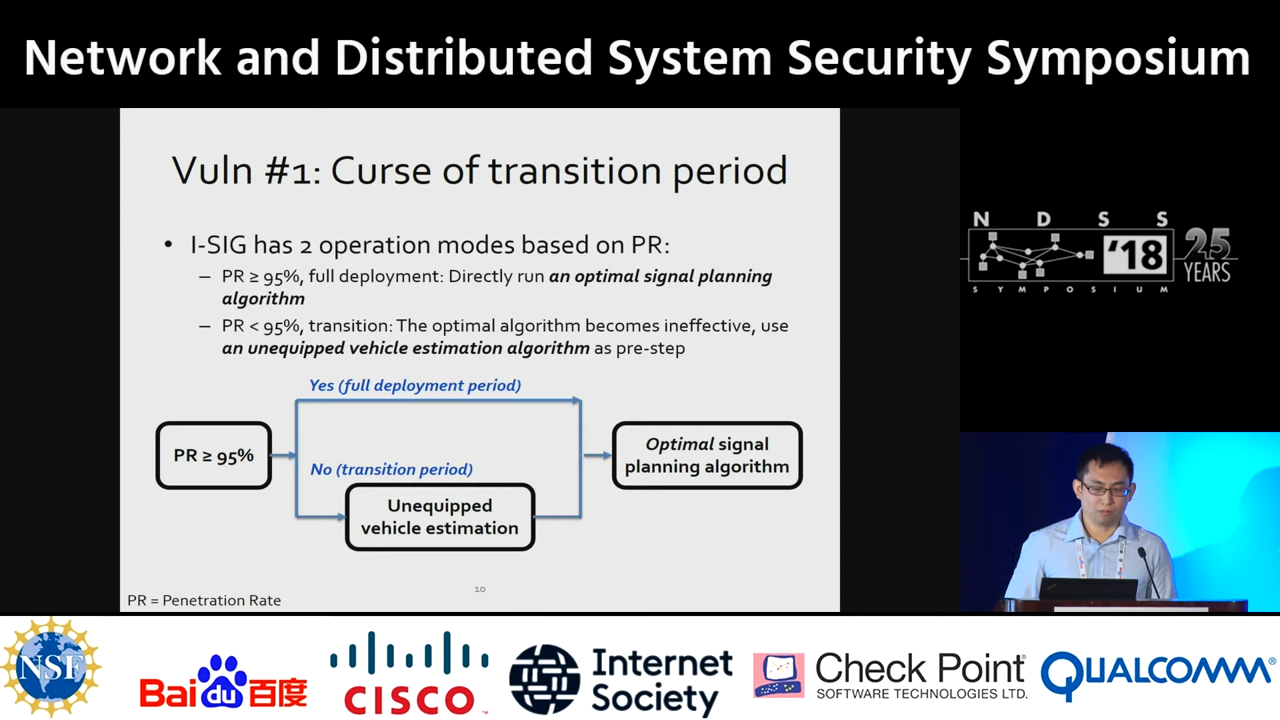 Network and Distributed System Security Symposium
Vuln #1: Curse of transition period
• I-SIG has 2 operation modes based on PR:
– PR ≥ 95%, full deployment: Directly run an optimal signal planning
algorithm
– PR < 95%, transition: The optimal algorithm becomes ineffective, use
an unequipped vehicle estimation algorithm as pre-step
Yes (full deployment period)
PR ≥ 95%
Optimal signal
planning algorithm
No (transition period)
Unequipped
vehicle estimation
10
PR = Penetration Rate
N D S S
'18
25
YEARS
S Y M P O S I U M
NSF
Baidu百度
CISCO™
Internet
Society
Check Point®
SOFTWARE TECHNOLOGIES LTD.
QUALCOMM®